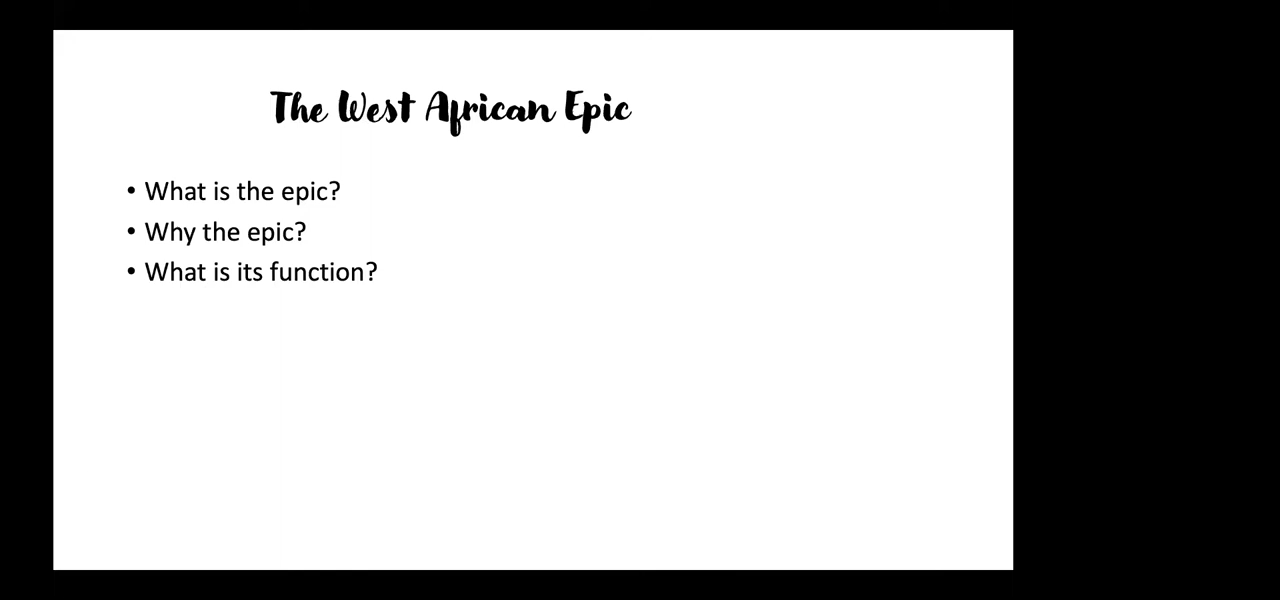 The West African Epic
• What is the epic?
• Why the epic?
• What is its function?